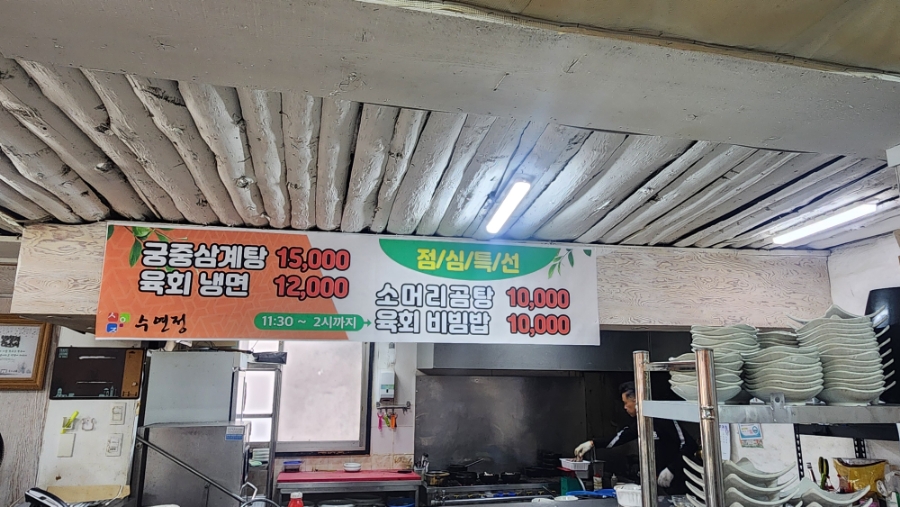 궁중삼계탕 15,000
육회 냉면 12,000
수연정
점/심/특/선
11:30 ~ 2시까지
소머리곰탕 10,000
육회 비빔밥 10,000